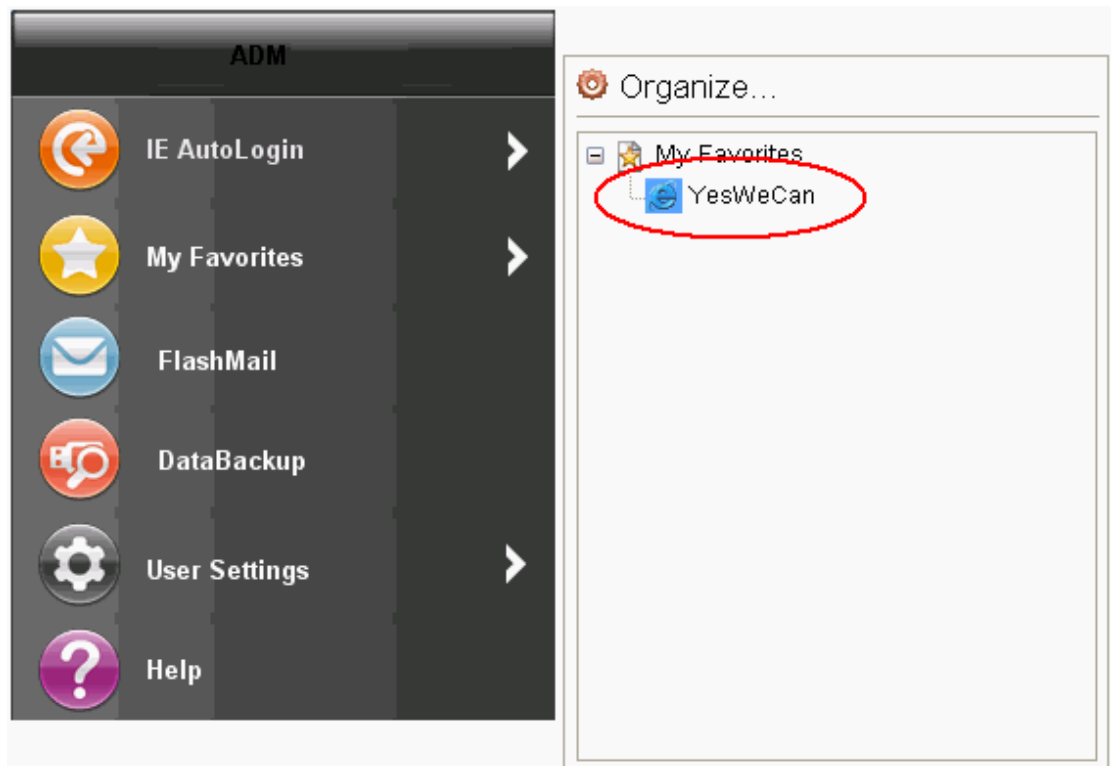 ADM
IE AutoLogin
My Favorites
FlashMail
DataBackup
User Settings
Help
Organize...
My Favorites
YesWeCan